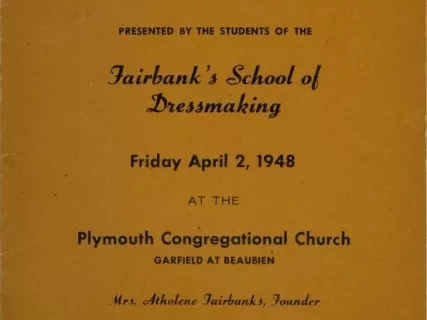 PRESENTED BY THE STUDENTS OF THE
Fairbank's School of
Dressmaking
Friday April 2, 1948
AT THE
Plymouth Congregational Church
GARFIELD AT BEAUBIEN
Mrs. Atholene Fairbanks, Founder